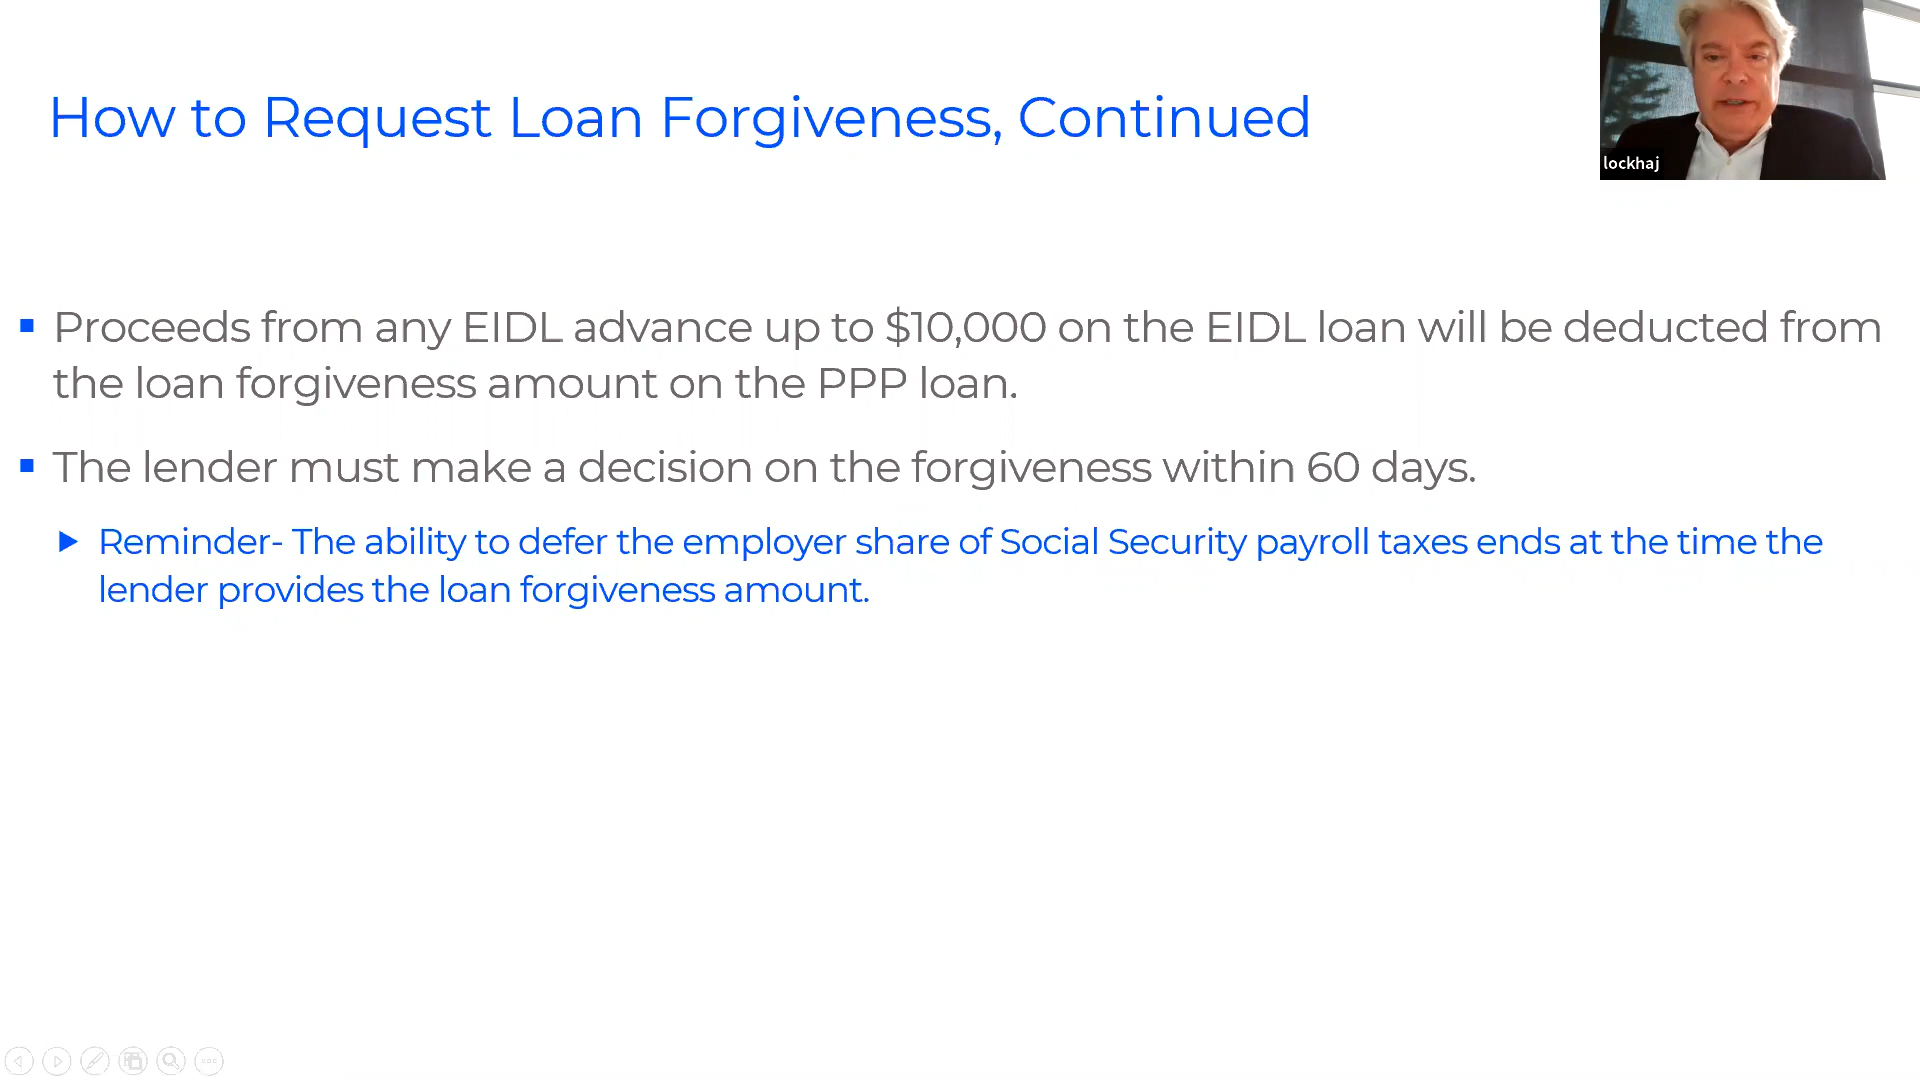 How to Request Loan Forgiveness, Continued
lockhaj
Proceeds from any EIDL advance up to $10,000 on the EIDL loan will be deducted from
the loan forgiveness amount on the PPP loan.
The lender must make a decision on the forgiveness within 60 days.
Reminder- The ability to defer the employer share of Social Security payroll taxes ends at the time the
lender provides the loan forgiveness amount.